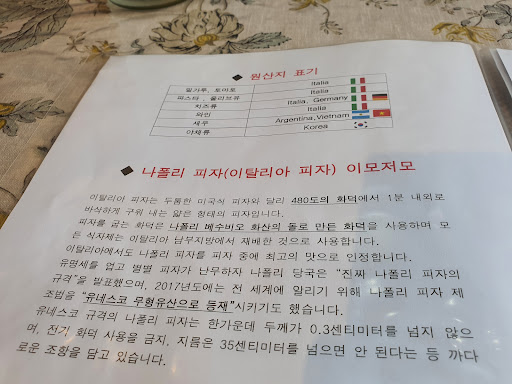 ◆ 원산지 표기
밀가루, 토마토 Italia
파스타 올리브유 Italia
치즈류 Italia, Germany
와인 Italia
새우 Argentina,Vietnam
야채류 Korea
◆ 나폴리 피자(이탈리아 피자) 이모저모
이탈리아 피자는 두툼한 미국식 피자와 달리 480도의 화덕에서 1분 내외로
바삭하게 구워 내는 얇은 형태의 피자입니다.
피자를 굽는 화덕은 나폴리 베수비오 화산의 돌로 만든 화덕을 사용하며 모
든 식자재는 이탈리아 남부지방에서 재배한 것으로 사용합니다.
이탈리아에서도 나폴리 피자를 피자 중에 최고의 맛으로 인정합니다.
유명세를 업고 별별 피자가 난무하자 나폴리 당국은 "진짜 나폴리 피자의
규격"을 발표했으며, 2017년도에는 전 세계에 알리기 위해 나폴리 피자 제
조법을 "유네스코 무형유산으로 등재"시키기도 했습니다.
유네스코 규격의 나폴리 피자는 한가운데 두께가 0.3센티미터를 넘지 않으
며, 전기 화덕 사용을 금지, 지름은 35센티미터를 넘으면 안 된다는 등 까다
로운 조항을 담고 있습니다.